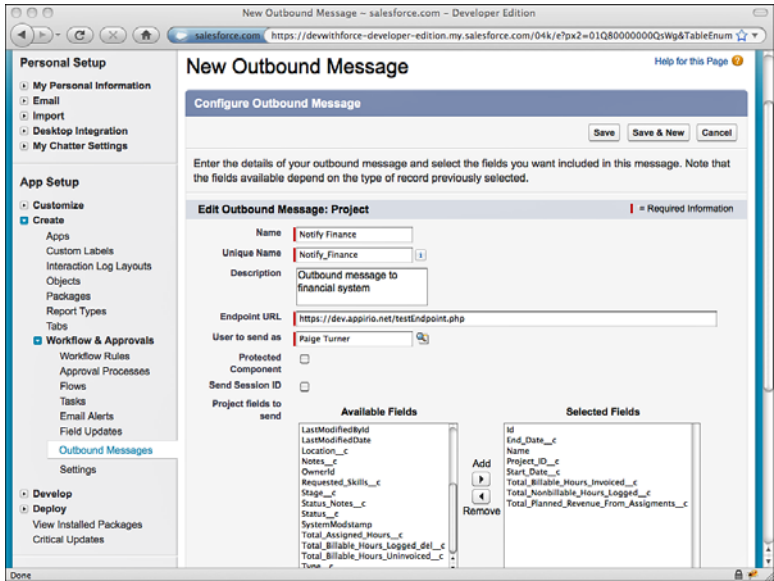 New Outbound Message – salesforce.com – Developer Edition
salesforce.com https://devwithforce-developer-edition.my.salesforce.com/04k/e?px2=01Q80000000QsWg&TableEnum
Personal Setup
My Personal Information
Email
Import
Desktop Integration
My Chatter Settings
App Setup
Customize
Create
Apps
Custom Labels
Interaction Log Layouts
Objects
Packages
Report Types
Tabs
Workflow & Approvals
Workflow Rules
Approval Processes
Flows
Tasks
Email Alerts
Field Updates
Outbound Messages
Settings
Develop
Deploy
View Installed Packages
Critical Updates
New Outbound Message
Help for this Page
Configure Outbound Message
Save Save & New Cancel
Enter the details of your outbound message and select the fields you want included in this message. Note that
the fields available depend on the type of record previously selected.
Edit Outbound Message: Project
= Required Information
Name Notify Finance
Unique Name Notify_Finance i
Description Outbound message to
financial system
Endpoint URL https://dev.appirio.net/testEndpoint.php
User to send as Paige Turner
Protected
Component
Send Session ID
Project fields to
send
Available Fields
LastModifiedById
LastModifiedDate
Location__c
Notes__c
OwnerId
Requested_Skills__c
Stage__c
Status_Notes__c
Status__c
SystemModstamp
Total_Assigned_Hours__c
Total_Billable_Hours_Logged_del__c
Total_Billable_Hours_Uninvoiced__c
Type__c
Add
Remove
Selected Fields
Id
End_Date__c
Name
Project_ID__c
Start_Date__c
Total_Billable_Hours_Invoiced__c
Total_Nonbillable_Hours_Logged__c
Total_Planned_Revenue_From_Assigments__c
Done